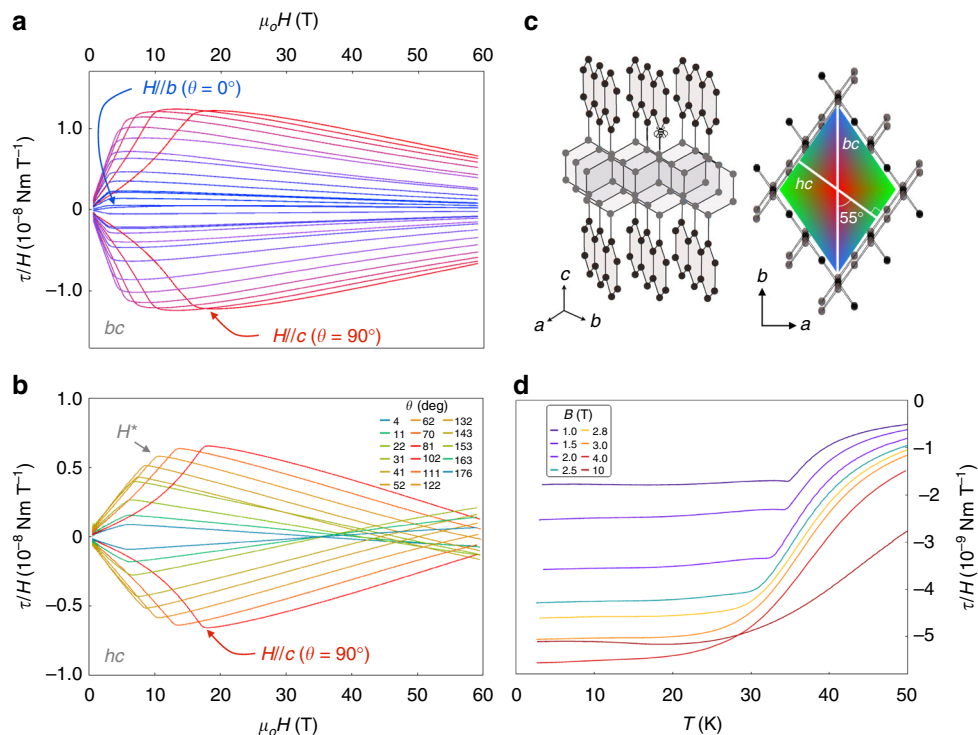 a
μ₀H (T)
0 10 20 30 40 50 60
H//b (θ = 0°)
1.0
0
−1.0
τ/H (10⁻⁸ Nm T⁻¹)
H//c (θ = 90°)
bc
b
1.0
0.5
0
−0.5
−1.0
τ/H (10⁻⁸ Nm T⁻¹)
H*
θ (deg)
4 62 132
11 70 143
22 81 153
31 102 163
41 111 176
52 122
H//c (θ = 90°)
hc
0 10 20 30 40 50 60
μ₀H (T)
c
bc
hc
55°
c
a b
b
a
d
B (T)
1.0 2.8
1.5 3.0
2.0 4.0
2.5 10
0
−1
−2
−3
−4
−5
τ/H (10⁻⁹ Nm T⁻¹)
0 10 20 30 40 50
T (K)